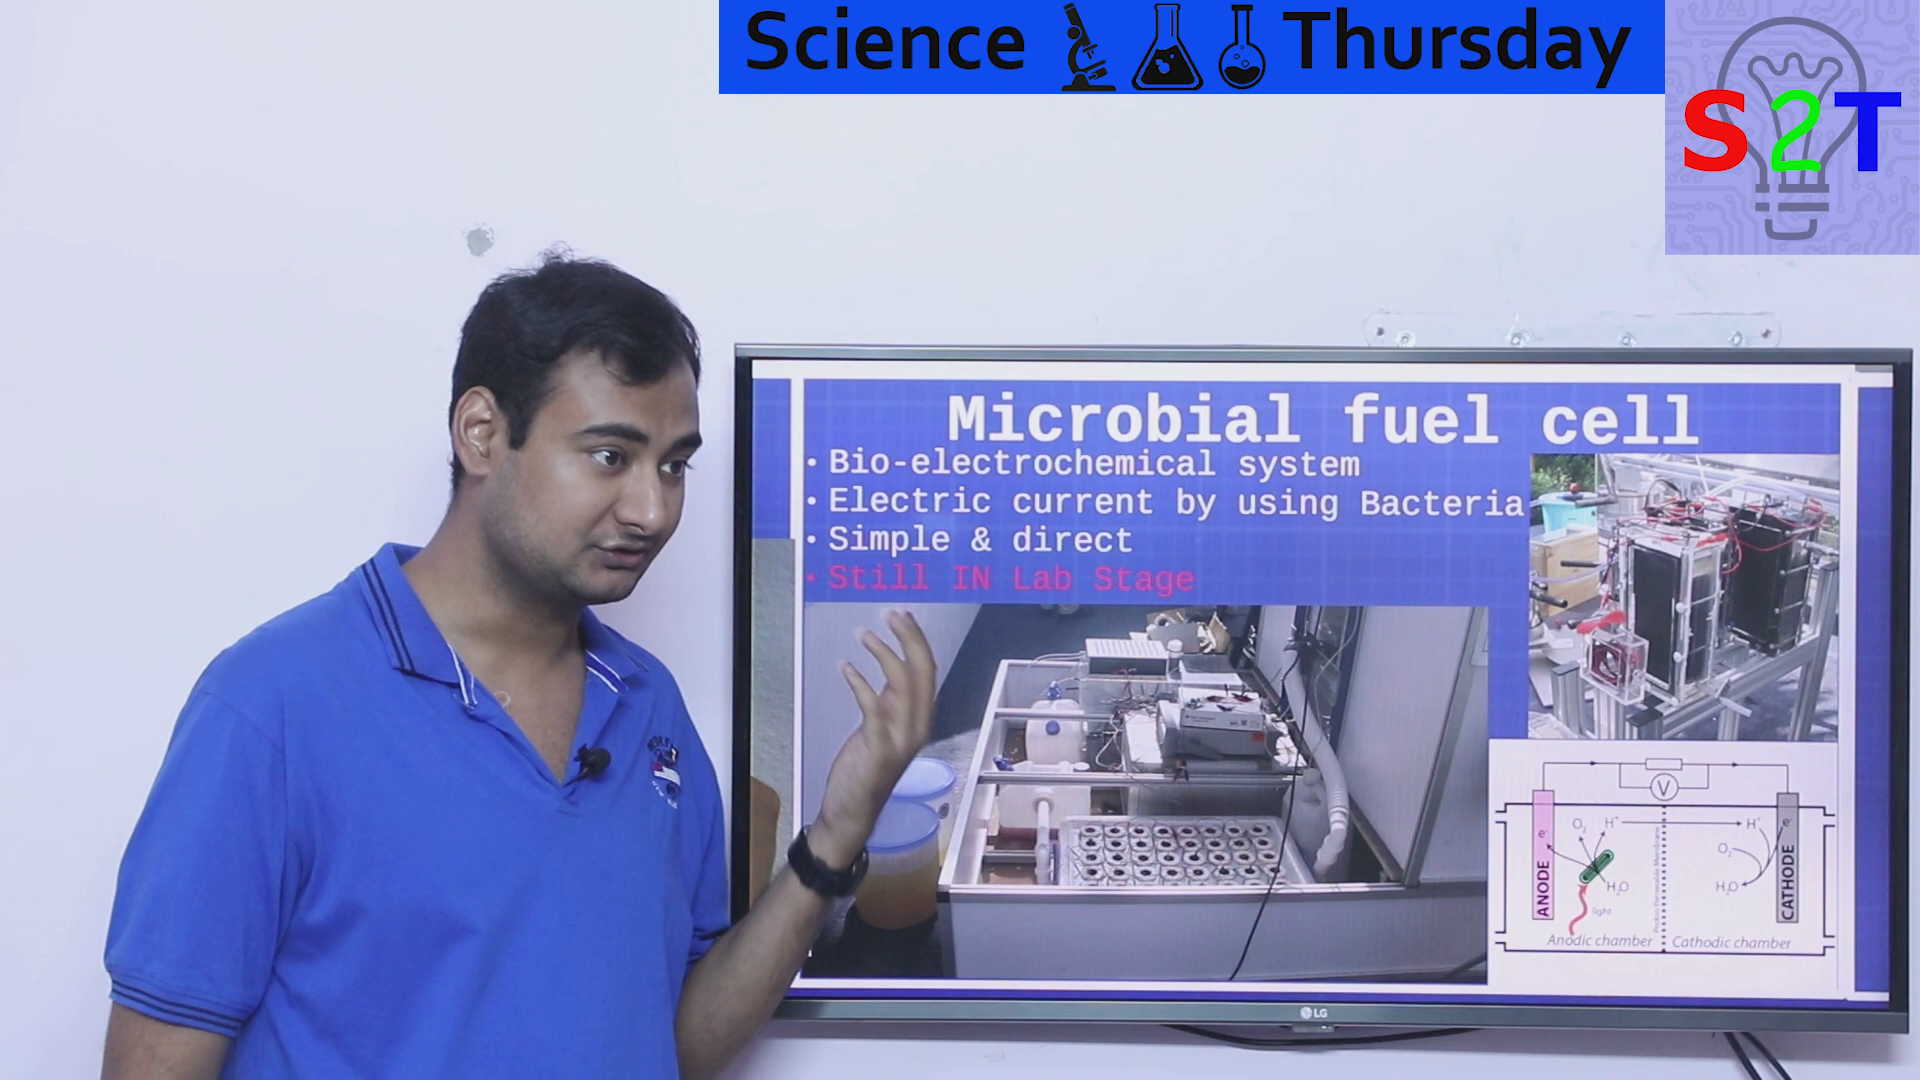 Science Thursday
S2T
Microbial fuel cell
• Bio-electrochemical system
• Electric current by using Bacteria
• Simple & direct
• Still IN Lab Stage
V
e-
O2
H+
H+
e-
O2
H2O
H2O
light
ANODE
CATHODE
Anodic chamber
Cathodic chamber
LG